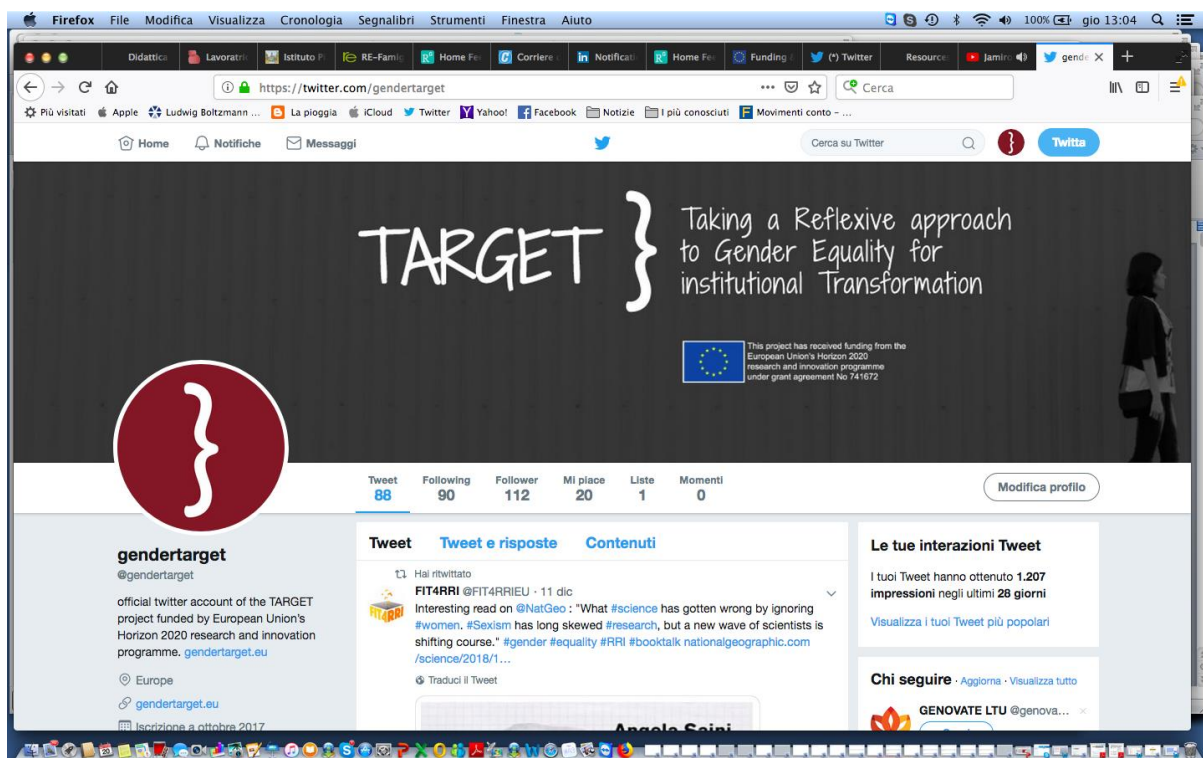 Firefox File Modifica Visualizza Cronologia Segnalibri Strumenti Finestra Aiuto 100% gio 13:04
Didattica Lavoratric Istituto P RE-Famig Home Fee Corriere d Notificati Home Fee Funding & (*) Twitter Resources Jamiro gende
https://twitter.com/gendertarget Cerca
Più visitati Apple Ludwig Boltzmann ... La pioggia iCloud Twitter Yahoo! Facebook Notizie I più conosciuti Movimenti conto - ...
Home Notifiche Messaggi Cerca su Twitter Twitta
TARGET }
Taking a Reflexive approach
to Gender Equality for
institutional Transformation
This project has received funding from the
European Union's Horizon 2020
research and innovation programme
under grant agreement No 741672
}
Tweet Following Follower Mi piace Liste Momenti
88 90 112 20 1 0
Modifica profilo
gendertarget
@gendertarget
official twitter account of the TARGET
project funded by European Union's
Horizon 2020 research and innovation
programme. gendertarget.eu
Europe
gendertarget.eu
Iscrizione a ottobre 2017
Tweet Tweet e risposte Contenuti
Hai ritwittato
FIT4RRI @FIT4RRIEU · 11 dic
FIT4RRI
Interesting read on @NatGeo : "What #science has gotten wrong by ignoring
#women. #Sexism has long skewed #research, but a new wave of scientists is
shifting course." #gender #equality #RRI #booktalk nationalgeographic.com
/science/2018/1...
Traduci il Tweet
Angela Saini
Le tue interazioni Tweet
I tuoi Tweet hanno ottenuto 1.207
impressioni negli ultimi 28 giorni
Visualizza i tuoi Tweet più popolari
Chi seguire · Aggiorna · Visualizza tutto
GENOVATE LTU @genova...